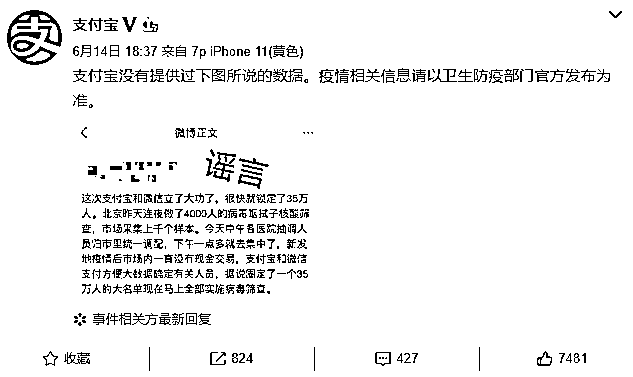 支付宝 V
6月14日 18:37 来自 7p iPhone 11(黄色)
支付宝没有提供过下图所说的数据。疫情相关信息请以卫生防疫部门官方发布为
准。
微博正文
谣言
这次支付宝和微信立了大功了。很快就锁定了35万
人。北京昨天连夜做了4000人的病毒咽拭子核酸筛
查，市场采集上千个样本。今天中午各医院抽调人
员归市里统一调配，下午一点多就去集中了。新发
地疫情后市场内一直没有现金交易。支付宝和微信
支付方便大数据确定有关人员，据说圈定了一个35
万人的大名单现在马上全部实施病毒筛查。
事件相关方最新回复
收藏 824 427 7481